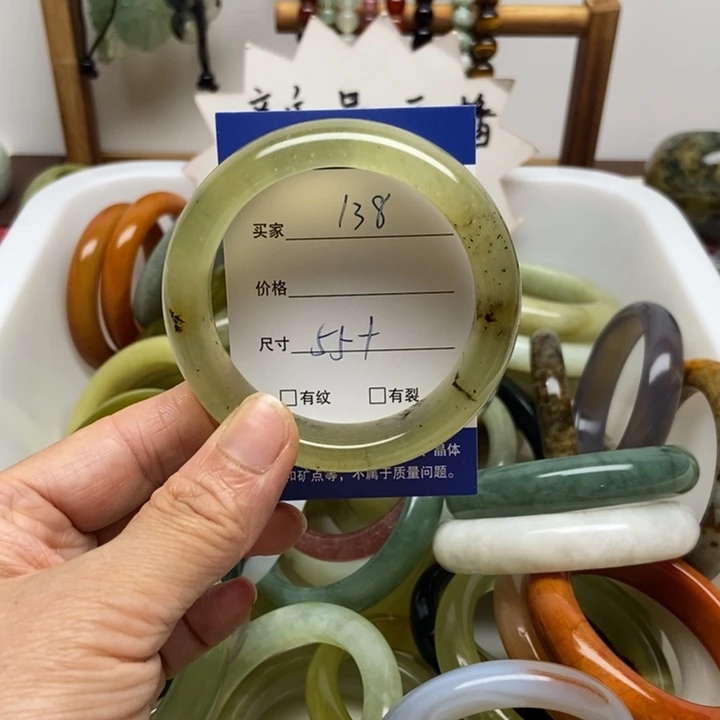 买家 138
价格
尺寸 55+
□有纹 □有裂
晶体
和矿点等，不属于质量问题。